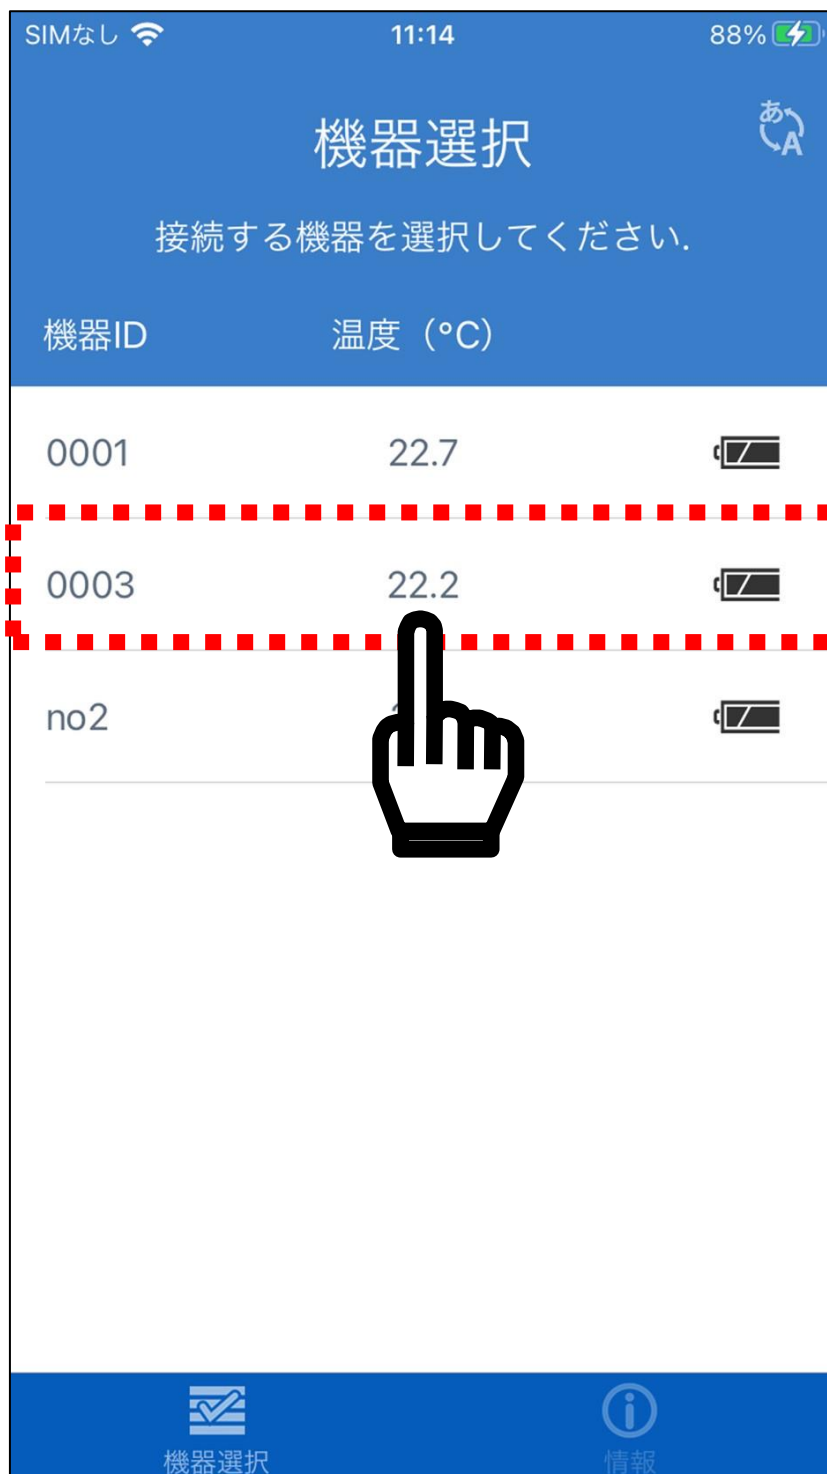 SIMなし 11:14 88%
あ A
機器選択
接続する機器を選択してください.
機器ID 温度（°C）
0001 22.7
0003 22.2
no2
機器選択 情報